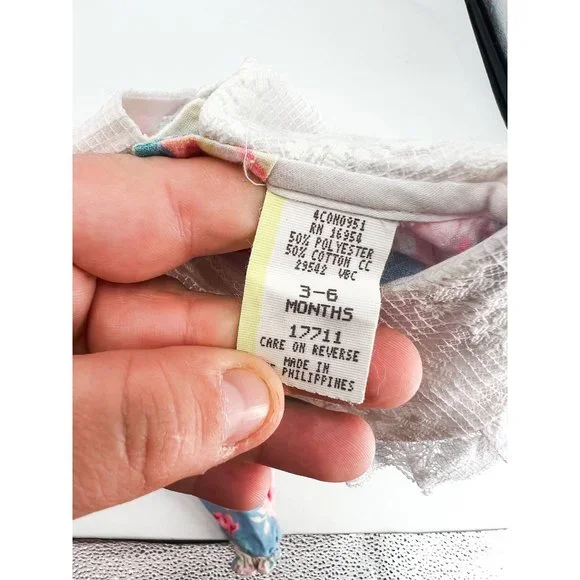 4COM0951
RN 16954
50% POLYESTER
50% COTTON CC
29542 VBC
3-6
MONTHS
17711
CARE ON REVERSE
MADE IN
PHILIPPINES